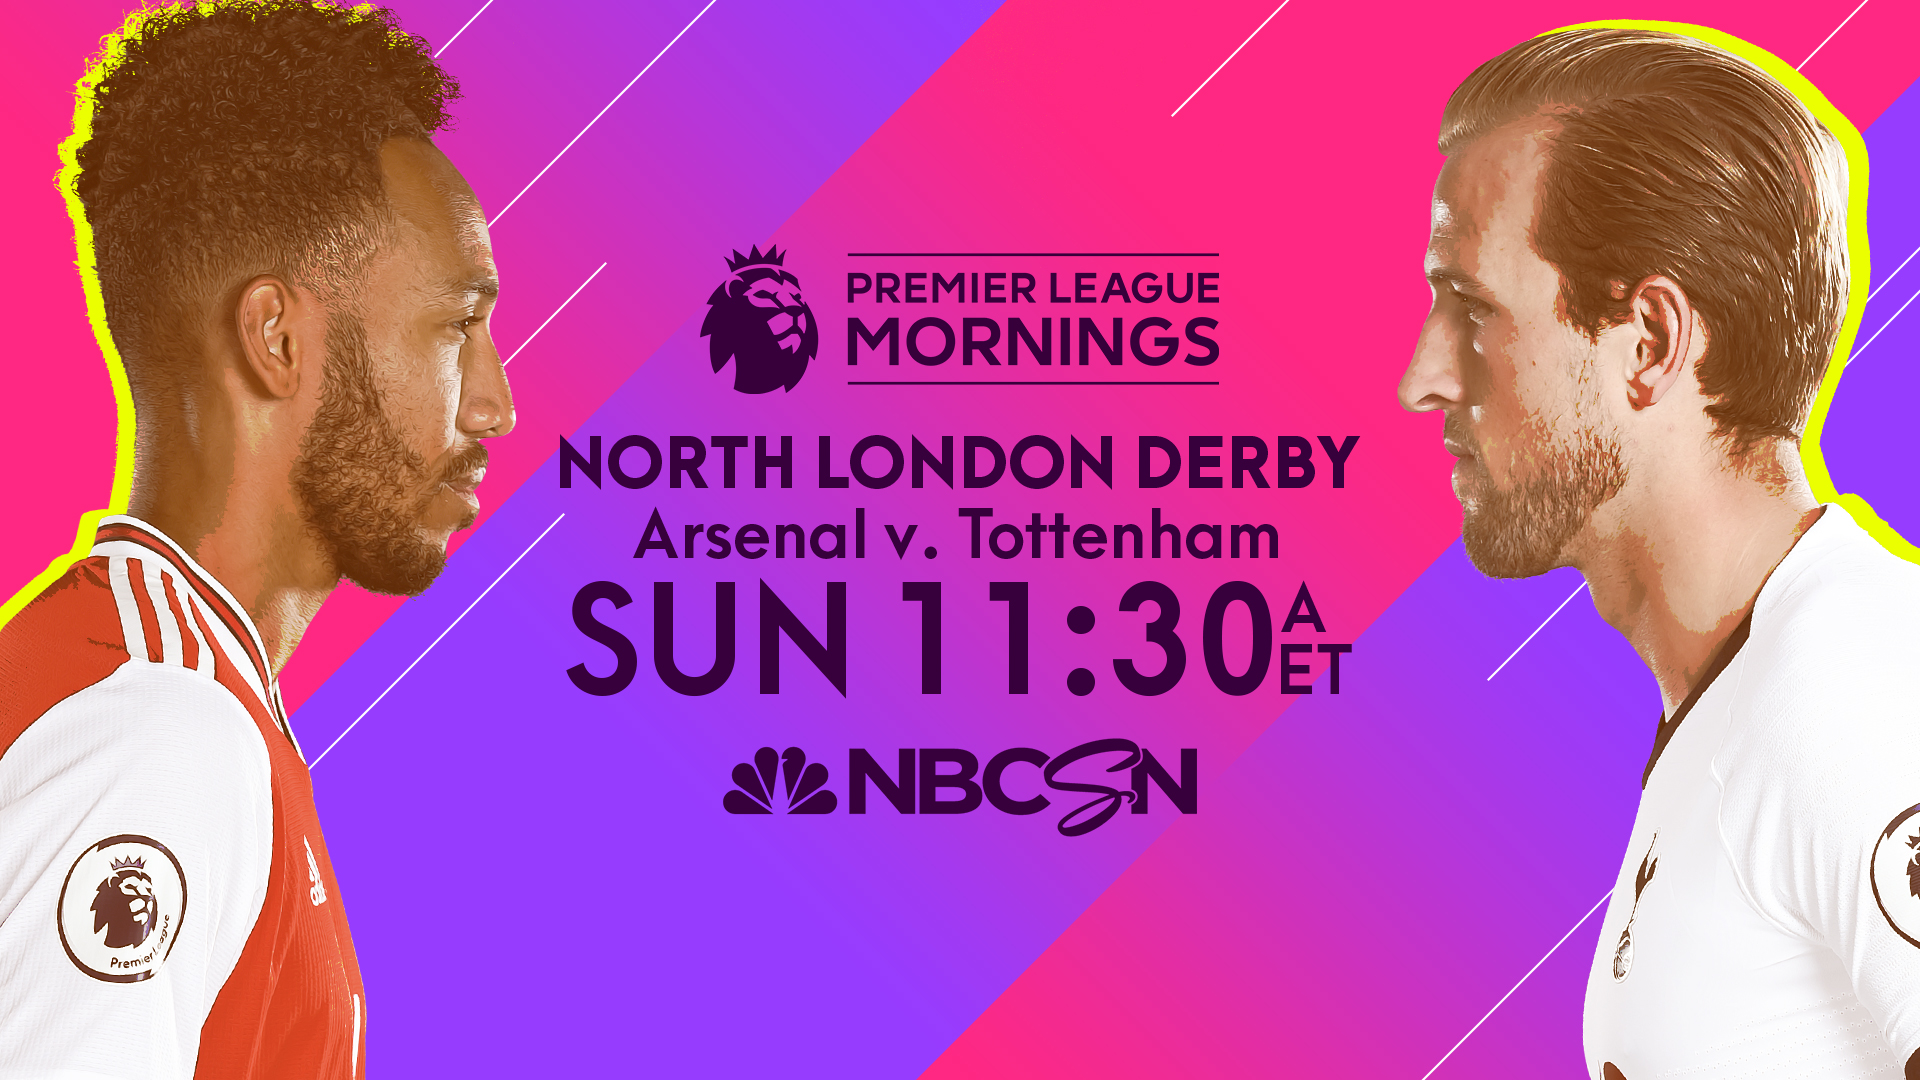 PREMIER LEAGUE
MORNINGS
NORTH LONDON DERBY
Arsenal v. Tottenham
SUN 11:30 A ET
NBCSN
Premier League